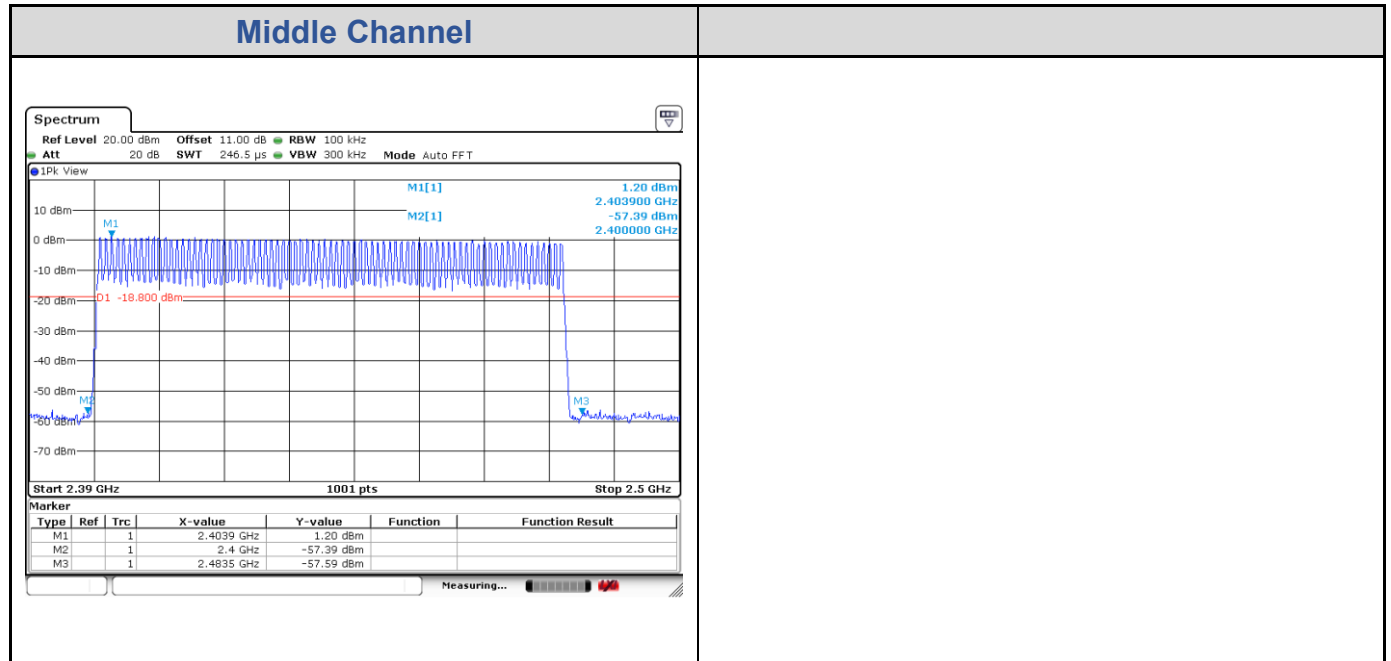 Middle Channel
Spectrum
Ref Level 20.00 dBm Offset 11.00 dB RBW 100 kHz
Att 20 dB SWT 246.5 µs VBW 300 kHz Mode Auto FFT
1Pk View
M1[1] 1.20 dBm
2.403900 GHz
10 dBm
M2[1] -57.39 dBm
M1
2.400000 GHz
0 dBm
-10 dBm
-20 dBm D1 -18.800 dBm
-30 dBm
-40 dBm
-50 dBm
M2 M3
-60 dBm
-70 dBm
Start 2.39 GHz 1001 pts Stop 2.5 GHz
Marker
Type Ref Trc X-value Y-value Function Function Result
M1 1 2.4039 GHz 1.20 dBm
M2 1 2.4 GHz -57.39 dBm
M3 1 2.4835 GHz -57.59 dBm
Measuring...